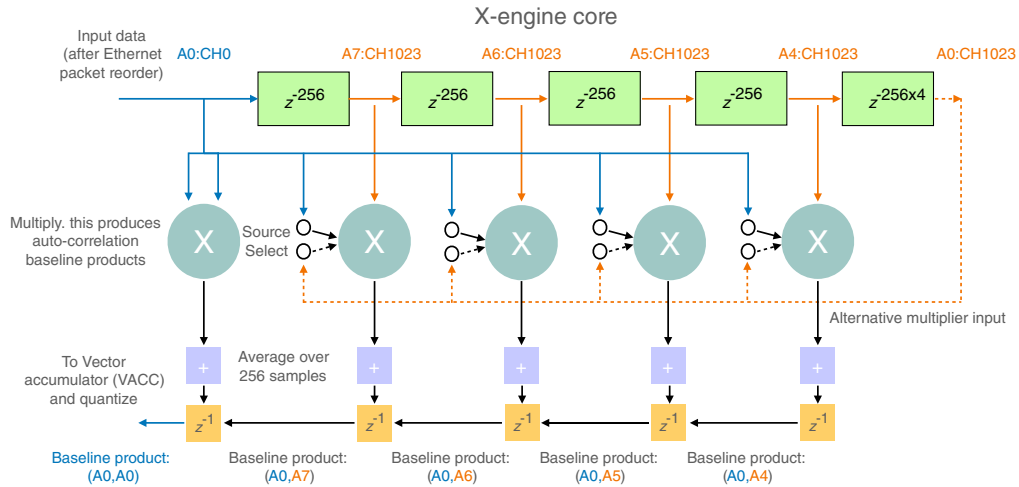 X-engine core
Input data
(after Ethernet
packet reorder)
A0:CH0
A7:CH1023
A6:CH1023
A5:CH1023
A4:CH1023
A0:CH1023
z-256
z-256
z-256
z-256
z-256x4
Multiply. this produces
auto-correlation
baseline products
X
Source
Select
X
X
X
X
Alternative multiplier input
To Vector
accumulator (VACC)
and quantize
+
Average over
256 samples
+
+
+
+
z-1
z-1
z-1
z-1
z-1
Baseline product:
(A0,A0)
Baseline product:
(A0,A7)
Baseline product:
(A0,A6)
Baseline product:
(A0,A5)
Baseline product:
(A0,A4)